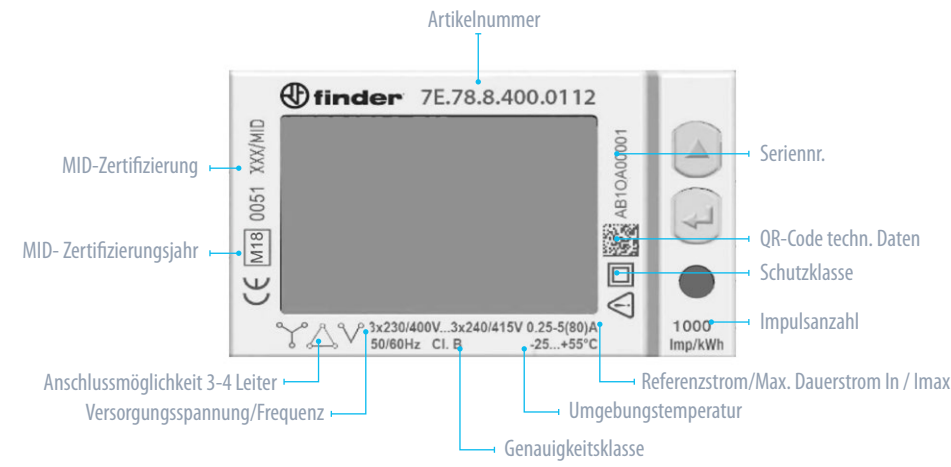 Artikelnummer
finder 7E.78.8.400.0112
MID-Zertifizierung
XXX/MID
0051
MID- Zertifizierungsjahr
M18
CE
AB1OA00001
Seriennr.
QR-Code techn. Daten
Schutzklasse
Impulsanzahl
1000
Imp/kWh
3x230/400V...3x240/415V 0.25-5(80)A
50/60Hz Cl. B -25...+55°C
Anschlussmöglichkeit 3-4 Leiter
Versorgungsspannung/Frequenz
Genauigkeitsklasse
Umgebungstemperatur
Referenzstrom/Max. Dauerstrom In / Imax